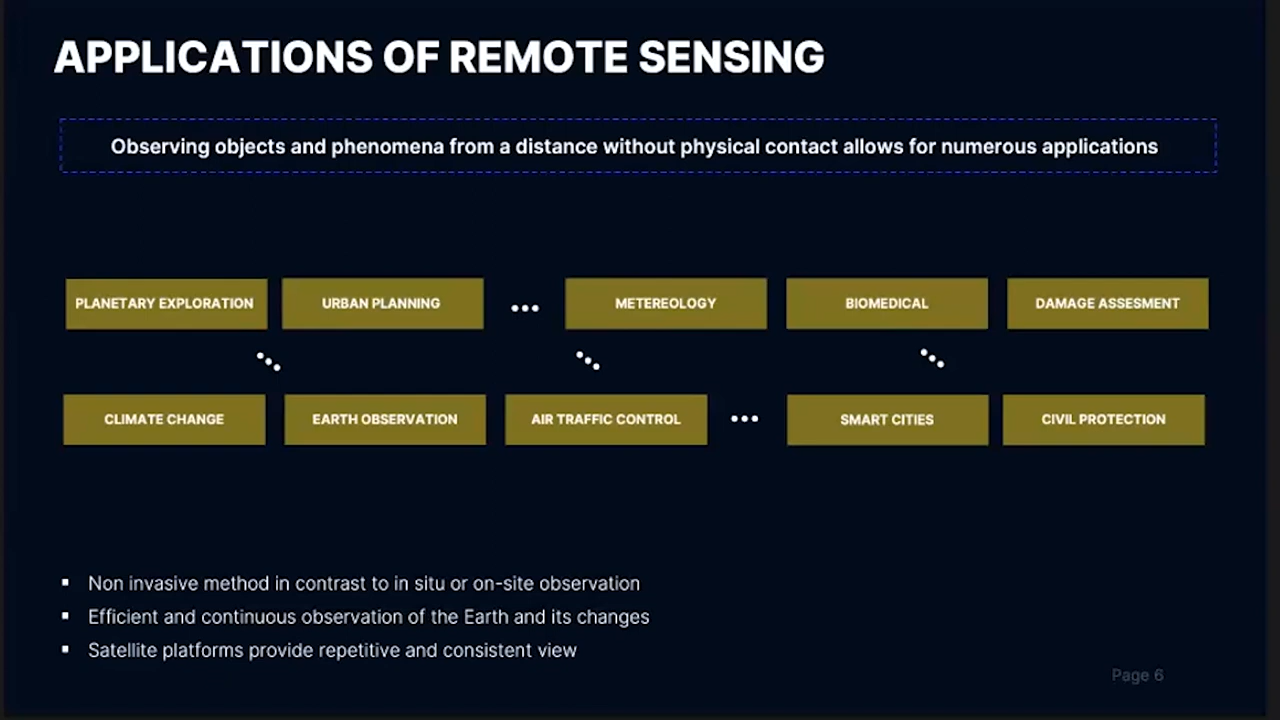 APPLICATIONS OF REMOTE SENSING
Observing objects and phenomena from a distance without physical contact allows for numerous applications
PLANETARY EXPLORATION
URBAN PLANNING
METEREOLOGY
BIOMEDICAL
DAMAGE ASSESMENT
CLIMATE CHANGE
EARTH OBSERVATION
AIR TRAFFIC CONTROL
SMART CITIES
CIVIL PROTECTION
Non invasive method in contrast to in situ or on-site observation
Efficient and continuous observation of the Earth and its changes
Satellite platforms provide repetitive and consistent view
Page 6